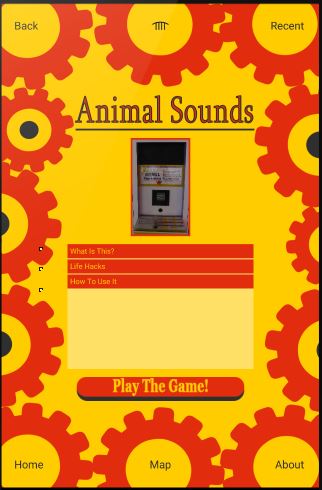 Back
Recent
Animal Sounds
What Is This?
Life Hacks
How To Use It
Play The Game!
Home
Map
About